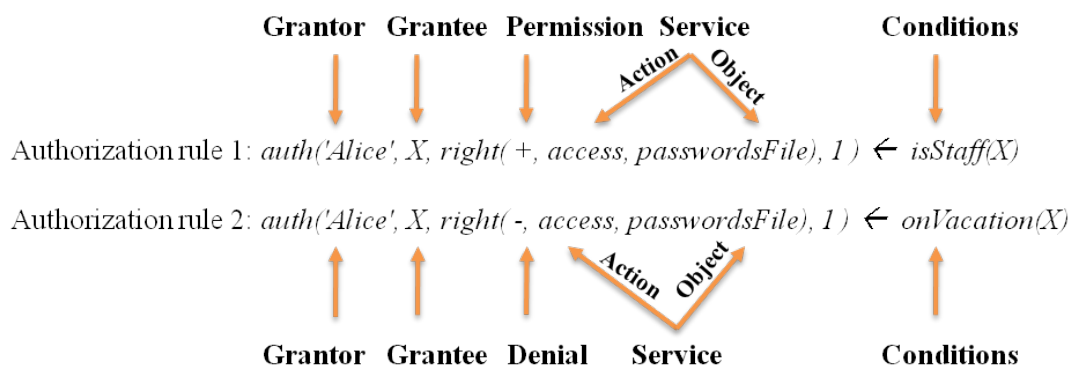 Grantor Grantee Permission Service Conditions
Action Object
Authorization rule 1: auth('Alice', X, right( +, access, passwordsFile), 1 ) ← isStaff(X)
Authorization rule 2: auth('Alice', X, right( -, access, passwordsFile), 1 ) ← onVacation(X)
Action Object
Grantor Grantee Denial Service Conditions